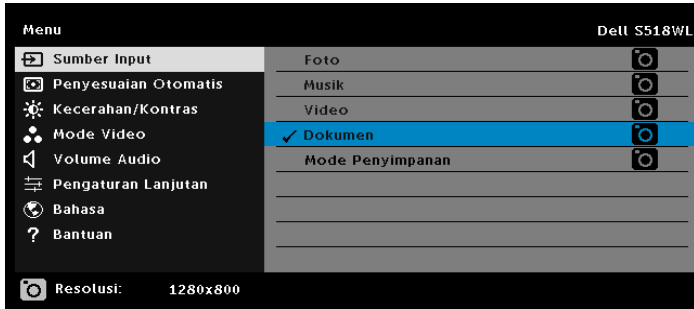 Menu Dell S518WL
Sumber Input
Penyesuaian Otomatis
Kecerahan/Kontras
Mode Video
Volume Audio
Pengaturan Lanjutan
Bahasa
? Bantuan
Foto
Musik
Video
✓ Dokumen
Mode Penyimpanan
Resolusi: 1280x800